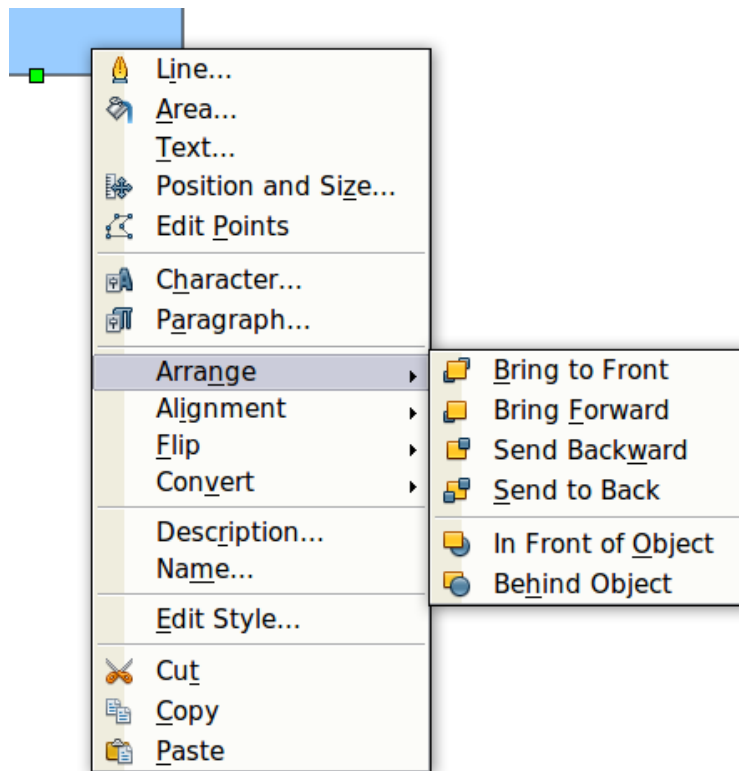 Line...
Area...
Text...
Position and Size...
Edit Points
Character...
Paragraph...
Arrange
Alignment
Flip
Convert
Description...
Name...
Edit Style...
Cut
Copy
Paste
Bring to Front
Bring Forward
Send Backward
Send to Back
In Front of Object
Behind Object